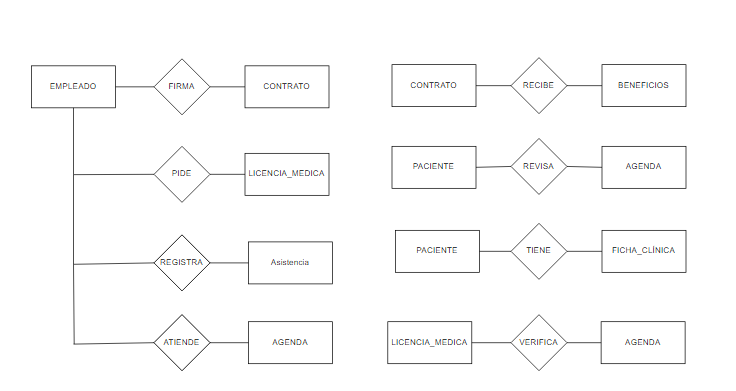 EMPLEADO FIRMA CONTRATO
PIDE LICENCIA_MEDICA
REGISTRA Asistencia
ATIENDE AGENDA
CONTRATO RECIBE BENEFICIOS
PACIENTE REVISA AGENDA
PACIENTE TIENE FICHA_CLÍNICA
LICENCIA_MEDICA VERIFICA AGENDA